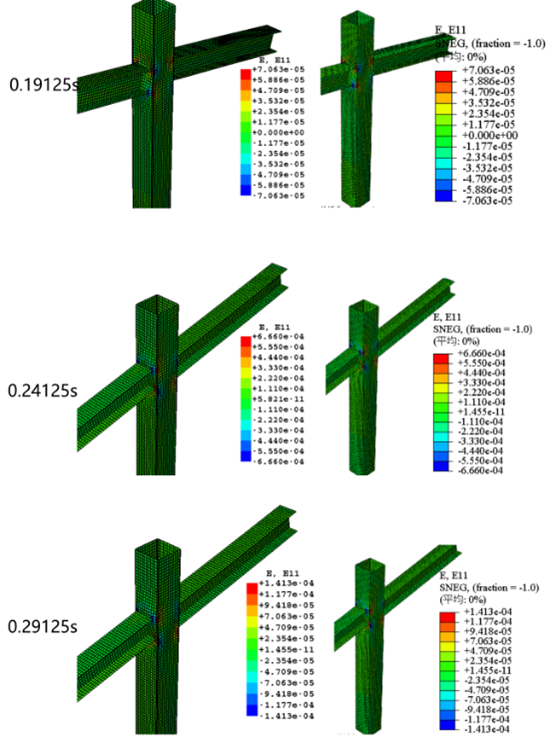 0.19125s
E, E11
+7.063e-05
+5.886e-05
+4.709e-05
+3.532e-05
+2.354e-05
+1.177e-05
+0.000e+00
-1.177e-05
-2.354e-05
-3.532e-05
-4.709e-05
-5.886e-05
-7.063e-05
E, E11
SNEG, (fraction = -1.0)
(平均: 0%)
+7.063e-05
+5.886e-05
+4.709e-05
+3.532e-05
+2.354e-05
+1.177e-05
+0.000e+00
-1.177e-05
-2.354e-05
-3.532e-05
-4.709e-05
-5.886e-05
-7.063e-05
0.24125s
E, E11
+6.660e-04
+5.550e-04
+4.440e-04
+3.330e-04
+2.220e-04
+1.110e-04
+5.821e-11
-1.110e-04
-2.220e-04
-3.330e-04
-4.440e-04
-5.550e-04
-6.660e-04
E, E11
SNEG, (fraction = -1.0)
(平均: 0%)
+6.660e-04
+5.550e-04
+4.440e-04
+3.330e-04
+2.220e-04
+1.110e-04
+1.455e-11
-1.110e-04
-2.220e-04
-3.330e-04
-4.440e-04
-5.550e-04
-6.660e-04
0.29125s
E, E11
+1.413e-04
+1.177e-04
+9.418e-05
+7.063e-05
+4.709e-05
+2.354e-05
+1.455e-11
-2.354e-05
-4.709e-05
-7.063e-05
-9.418e-05
-1.177e-04
-1.413e-04
E, E11
SNEG, (fraction = -1.0)
(平均: 0%)
+1.413e-04
+1.177e-04
+9.418e-05
+7.063e-05
+4.709e-05
+2.354e-05
+1.455e-11
-2.354e-05
-4.709e-05
-7.063e-05
-9.418e-05
-1.177e-04
-1.413e-04